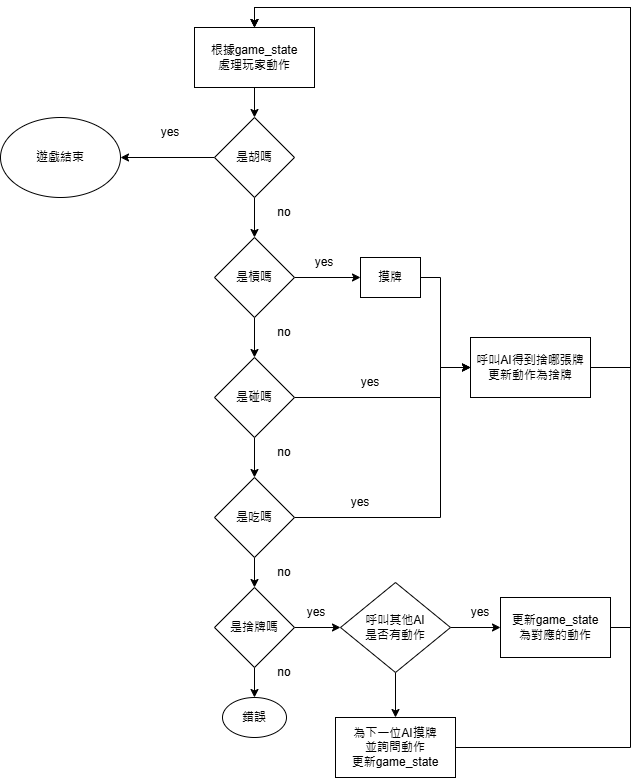 根據game_state
處理玩家動作
yes
遊戲結束
是胡嗎
no
是槓嗎
yes
摸牌
no
呼叫AI得到捨哪張牌
更新動作為捨牌
是碰嗎
yes
no
是吃嗎
yes
no
是捨牌嗎
yes
呼叫其他AI
是否有動作
yes
更新game_state
為對應的動作
no
錯誤
為下一位AI摸牌
並詢問動作
更新game_state